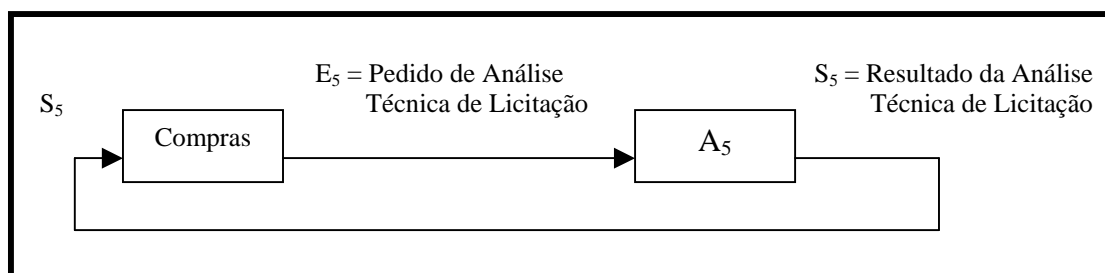 E₅ = Pedido de Análise
Técnica de Licitação
S₅ = Resultado da Análise
Técnica de Licitação
S₅
Compras
A₅